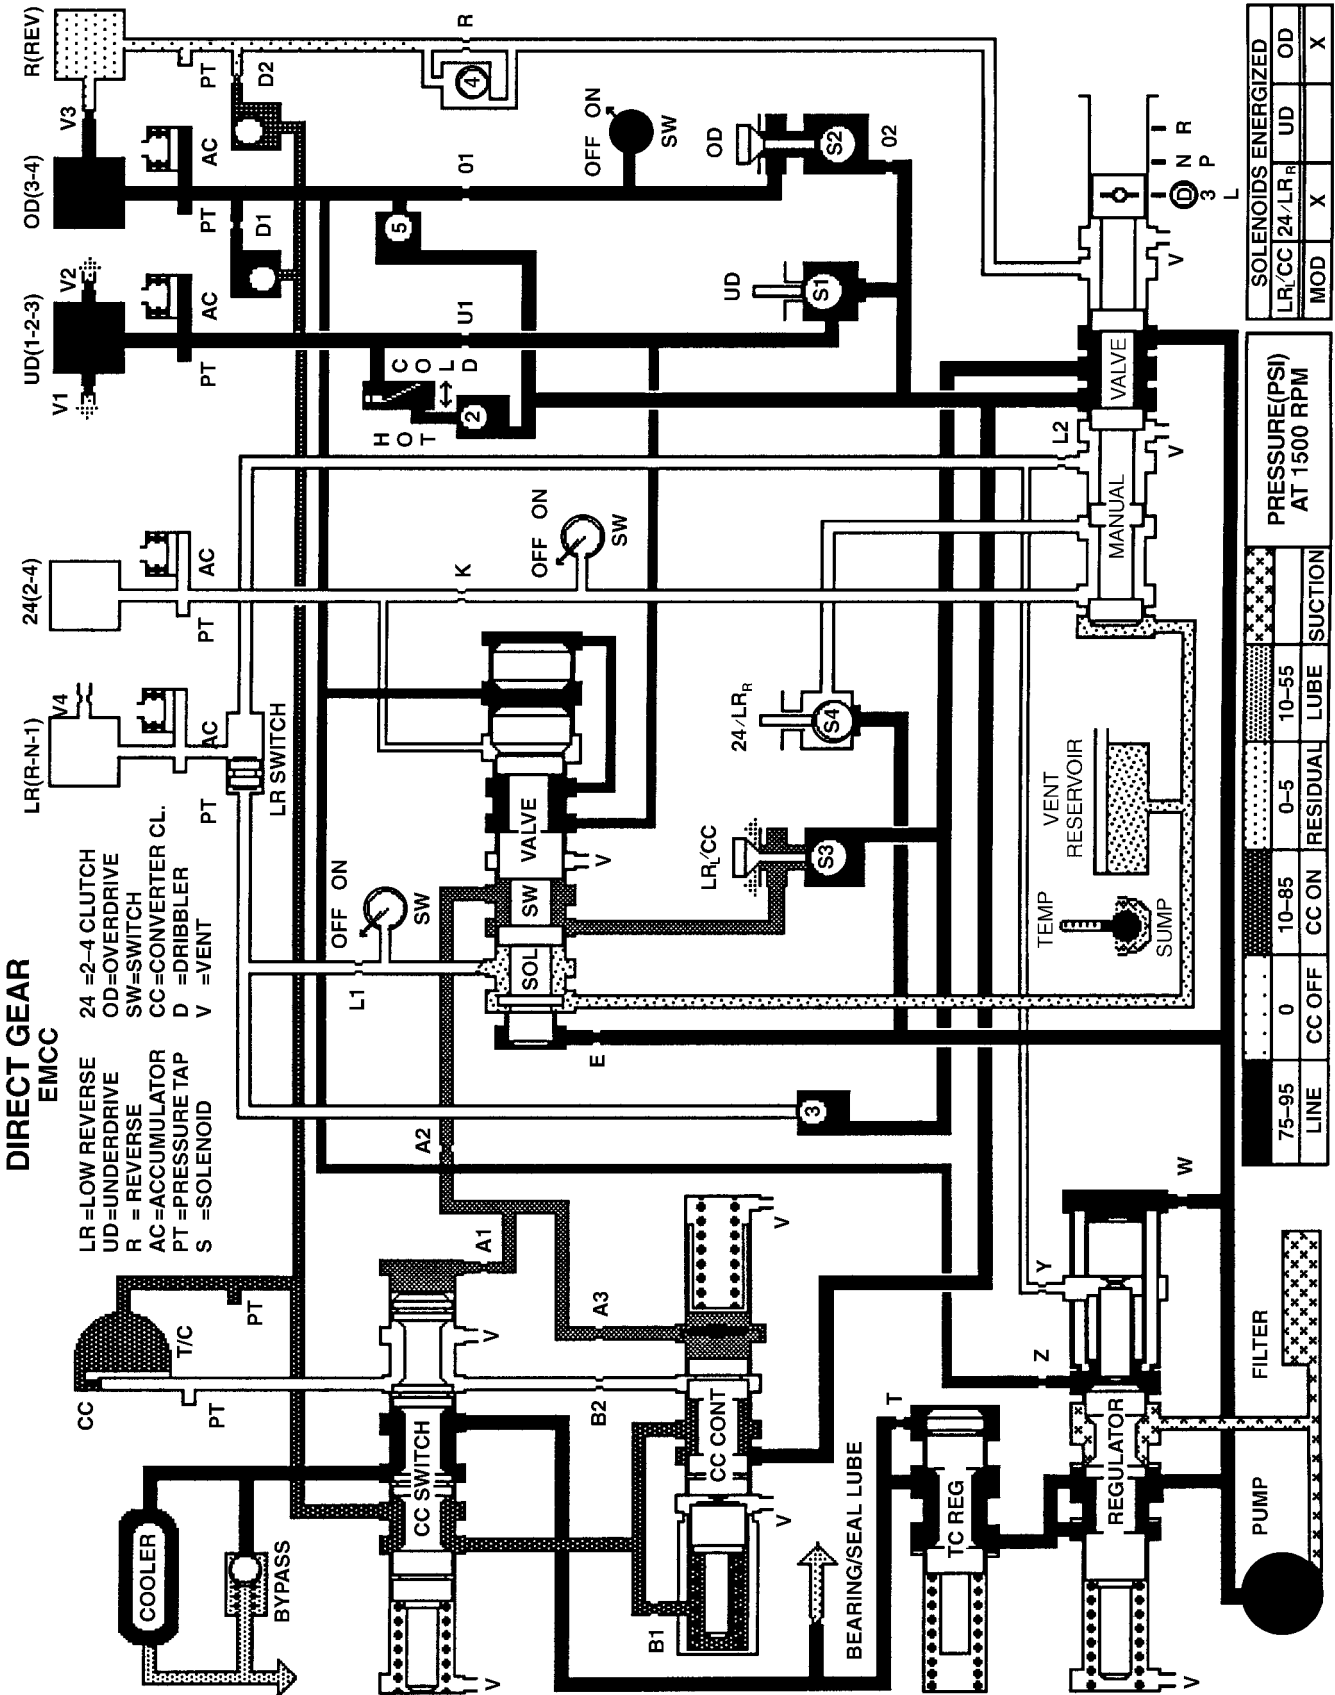 DIRECT GEAR
EMCC
LR =LOW REVERSE
UD=UNDERDRIVE
R = REVERSE
AC=ACCUMULATOR
PT =PRESSURE TAP
S =SOLENOID
24 =2–4 CLUTCH
OD=OVERDRIVE
SW=SWITCH
CC=CONVERTER CL.
D =DRIBBLER
V =VENT
LR(R-N-1)
V4
AC
PT
LR SWITCH
24(2-4)
AC
PT
UD(1-2-3)
V1
V2
AC
PT
OD(3-4)
V3
AC
PT
D1
R(REV)
PT
D2
R
4
01
5
OFF ON
SW
OD
S2
02
U1
UD
S1
COLD
HOT
2
K
OFF ON
SW
L2
24/LRR
S4
LRL/CC
S3
OFF ON
SW
L1
SOL SW VALVE
V
E
3
A2
A1
A3
T/C
CC
PT
PT
B2
B1
CC SWITCH
V
V
CC CONT
V
V
COOLER
BYPASS
BEARING/SEAL LUBE
T
TC REG
Z
Y
W
REGULATOR
V
PUMP
FILTER
TEMP
SUMP
VENT
RESERVOIR
MANUAL VALVE
V
V
R
N P
D 3 L
75–95 0 10–85 0–5 10–55
LINE CC OFF CC ON RESIDUAL LUBE SUCTION
PRESSURE(PSI)
AT 1500 RPM
SOLENOIDS ENERGIZED
LRL/CC 24/LRR UD OD
MOD X X